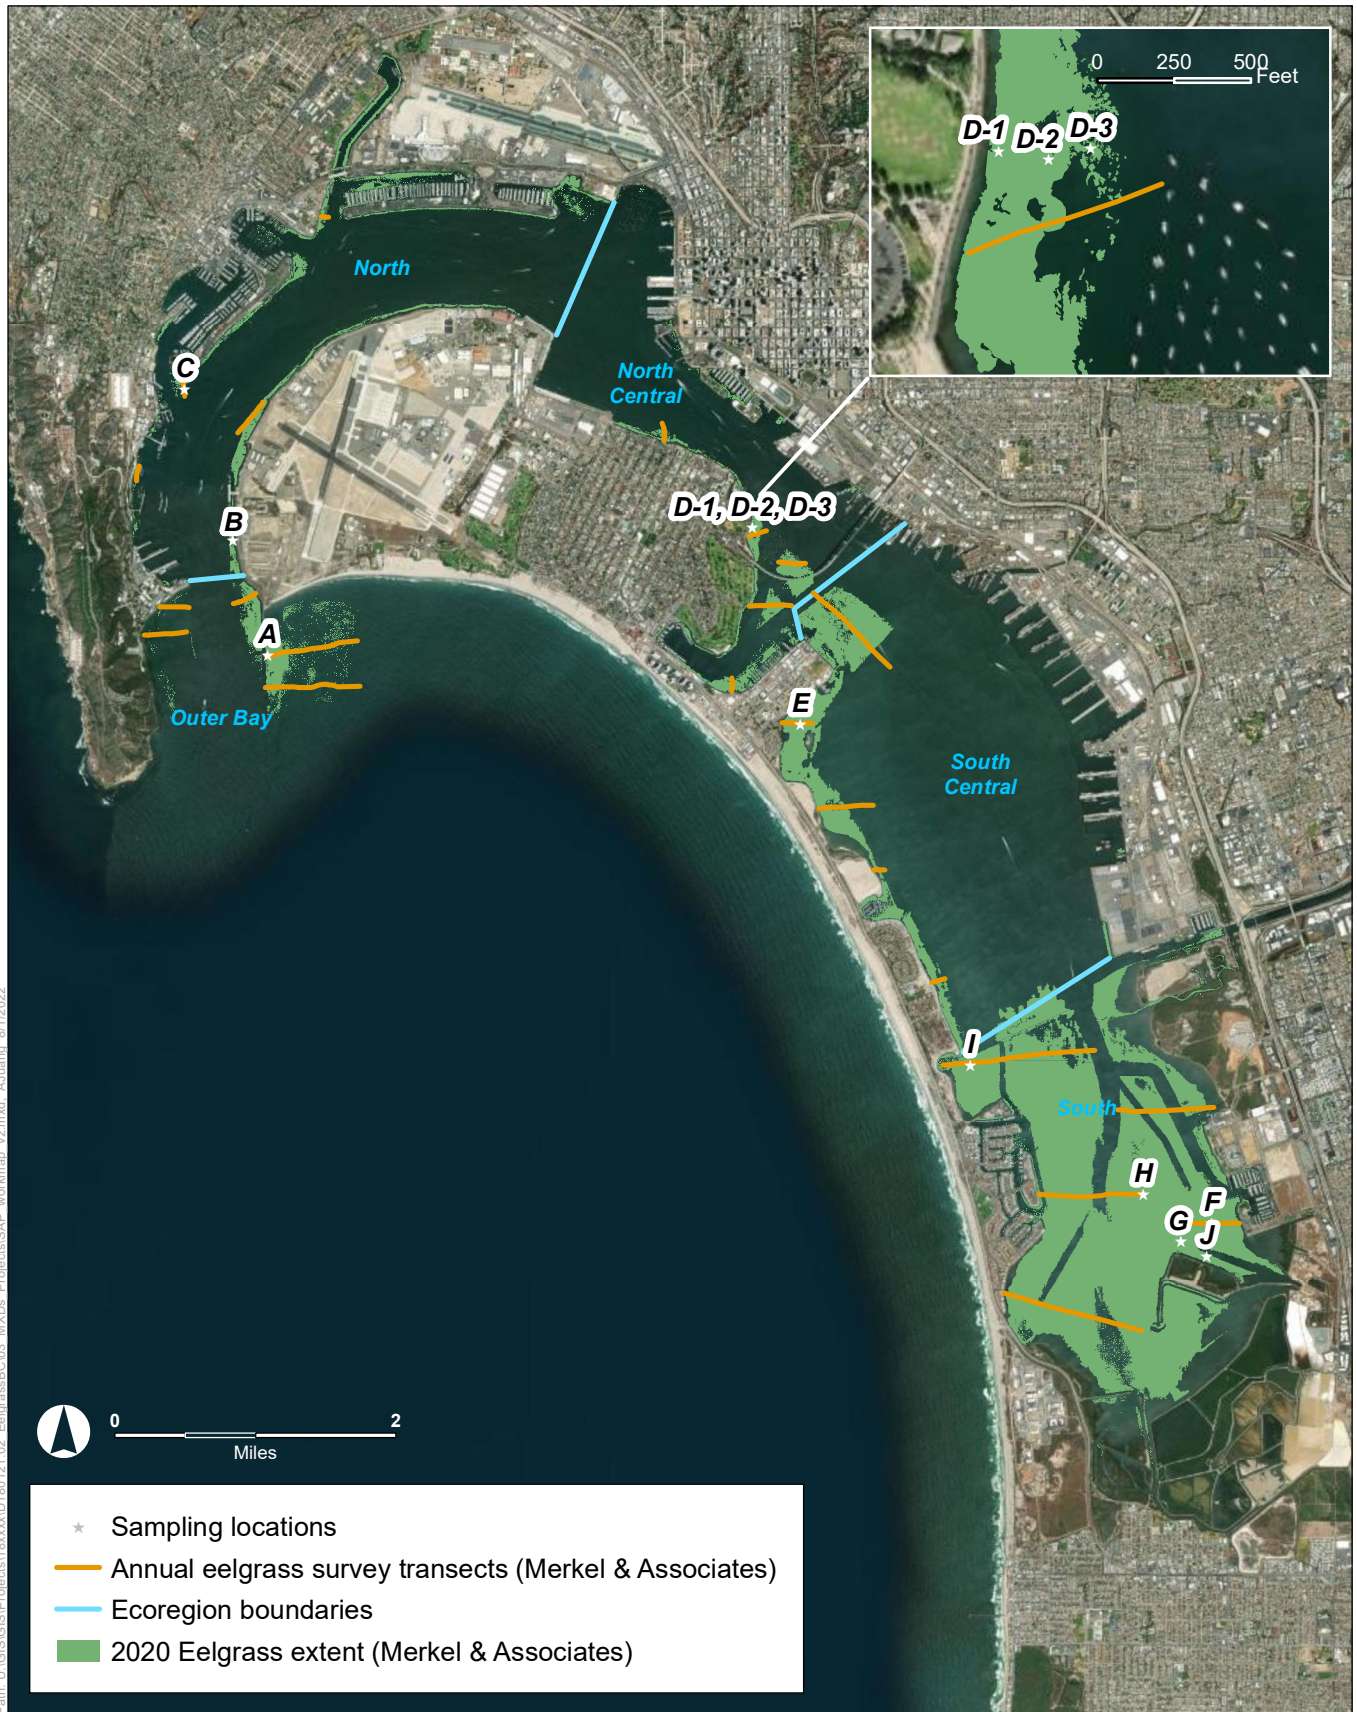 0 250 500
Feet
D-1 D-2 D-3
North
C
North
Central
D-1, D-2, D-3
B
A
Outer Bay
E
South
Central
I
South
H
F
G
J
0 2
Miles
Sampling locations
Annual eelgrass survey transects (Merkel & Associates)
Ecoregion boundaries
2020 Eelgrass extent (Merkel & Associates)